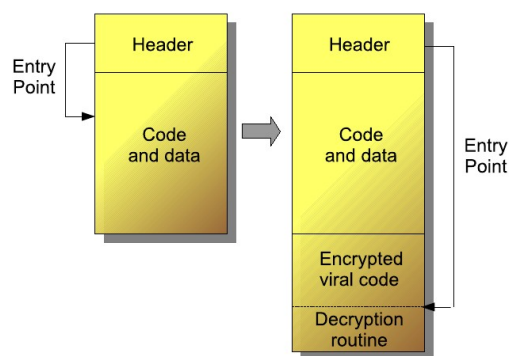 Header
Entry
Point
Code
and data
Header
Code
and data
Entry
Point
Encrypted
viral code
Decryption
routine